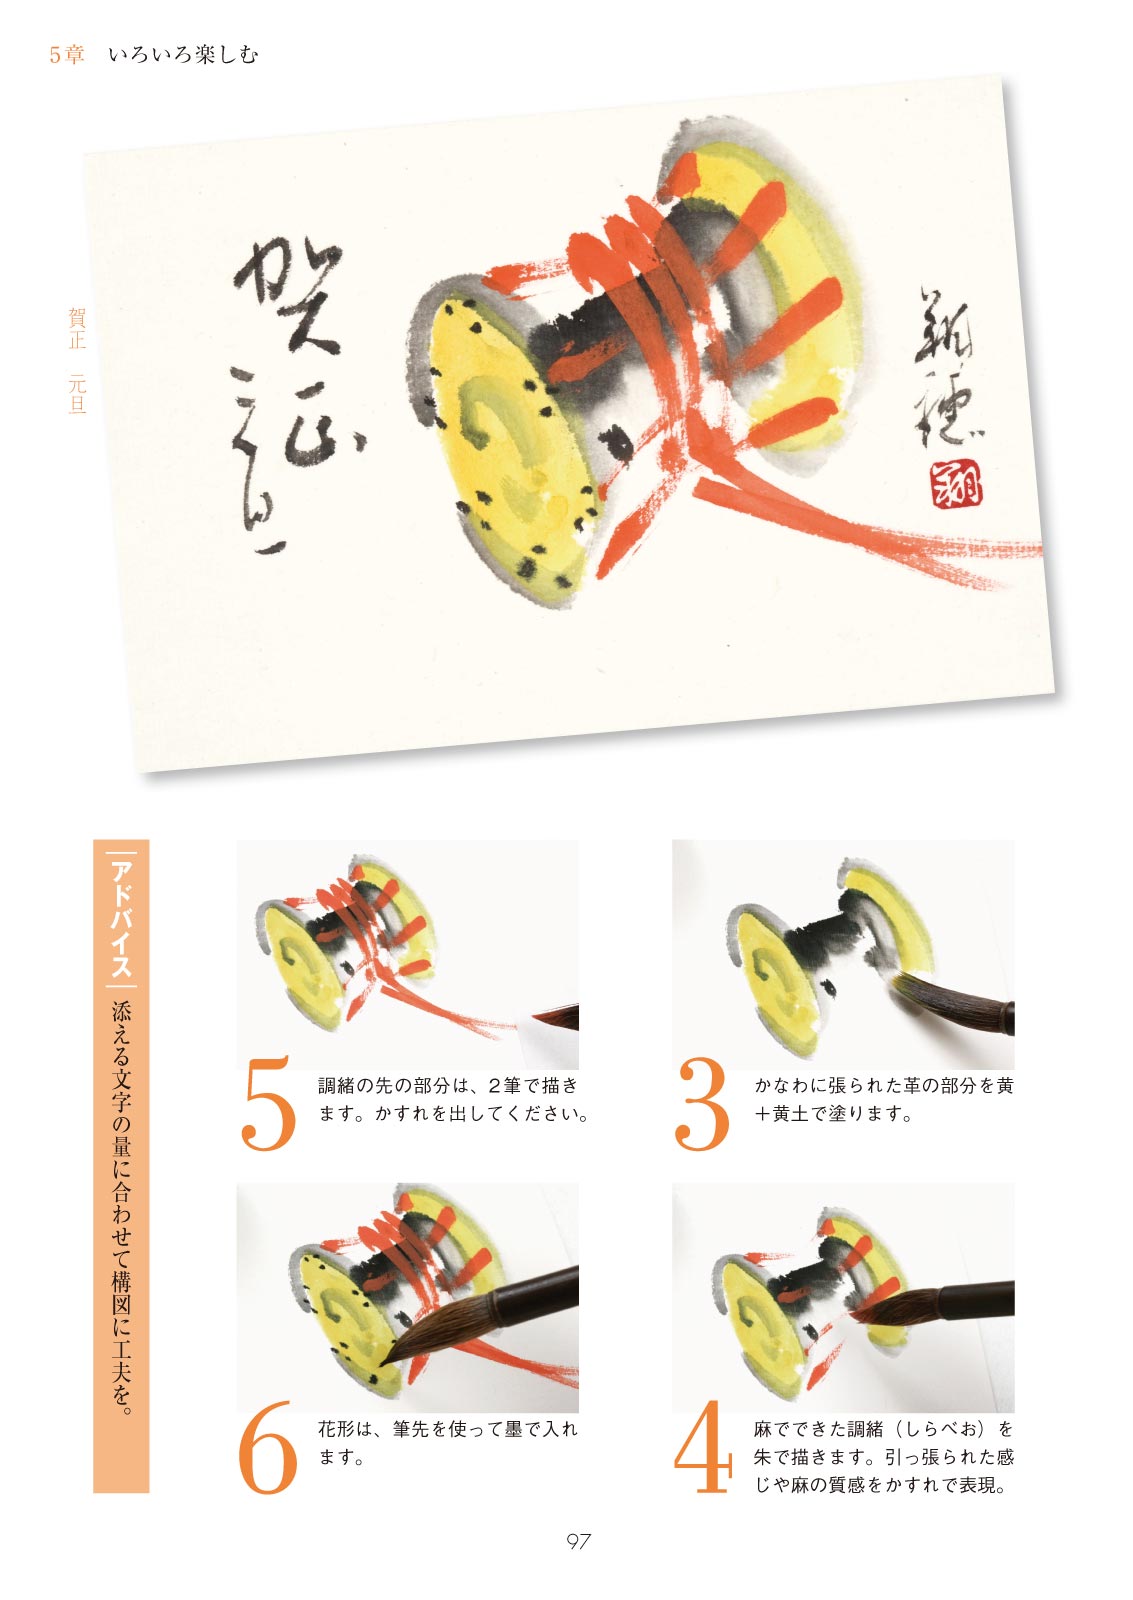 5章 いろいろ楽しむ
賀正 元旦
賀正
元旦
翔穂
翔
3
かなわに張られた革の部分を黄
＋黄土で塗ります。
4
麻でできた調緒（しらべお）を
朱で描きます。引っ張られた感
じや麻の質感をかすれで表現。
5
調緒の先の部分は、2筆で描き
ます。かすれを出してください。
6
花形は、筆先を使って墨で入れ
ます。
アドバイス 添える文字の量に合わせて構図に工夫を。
97